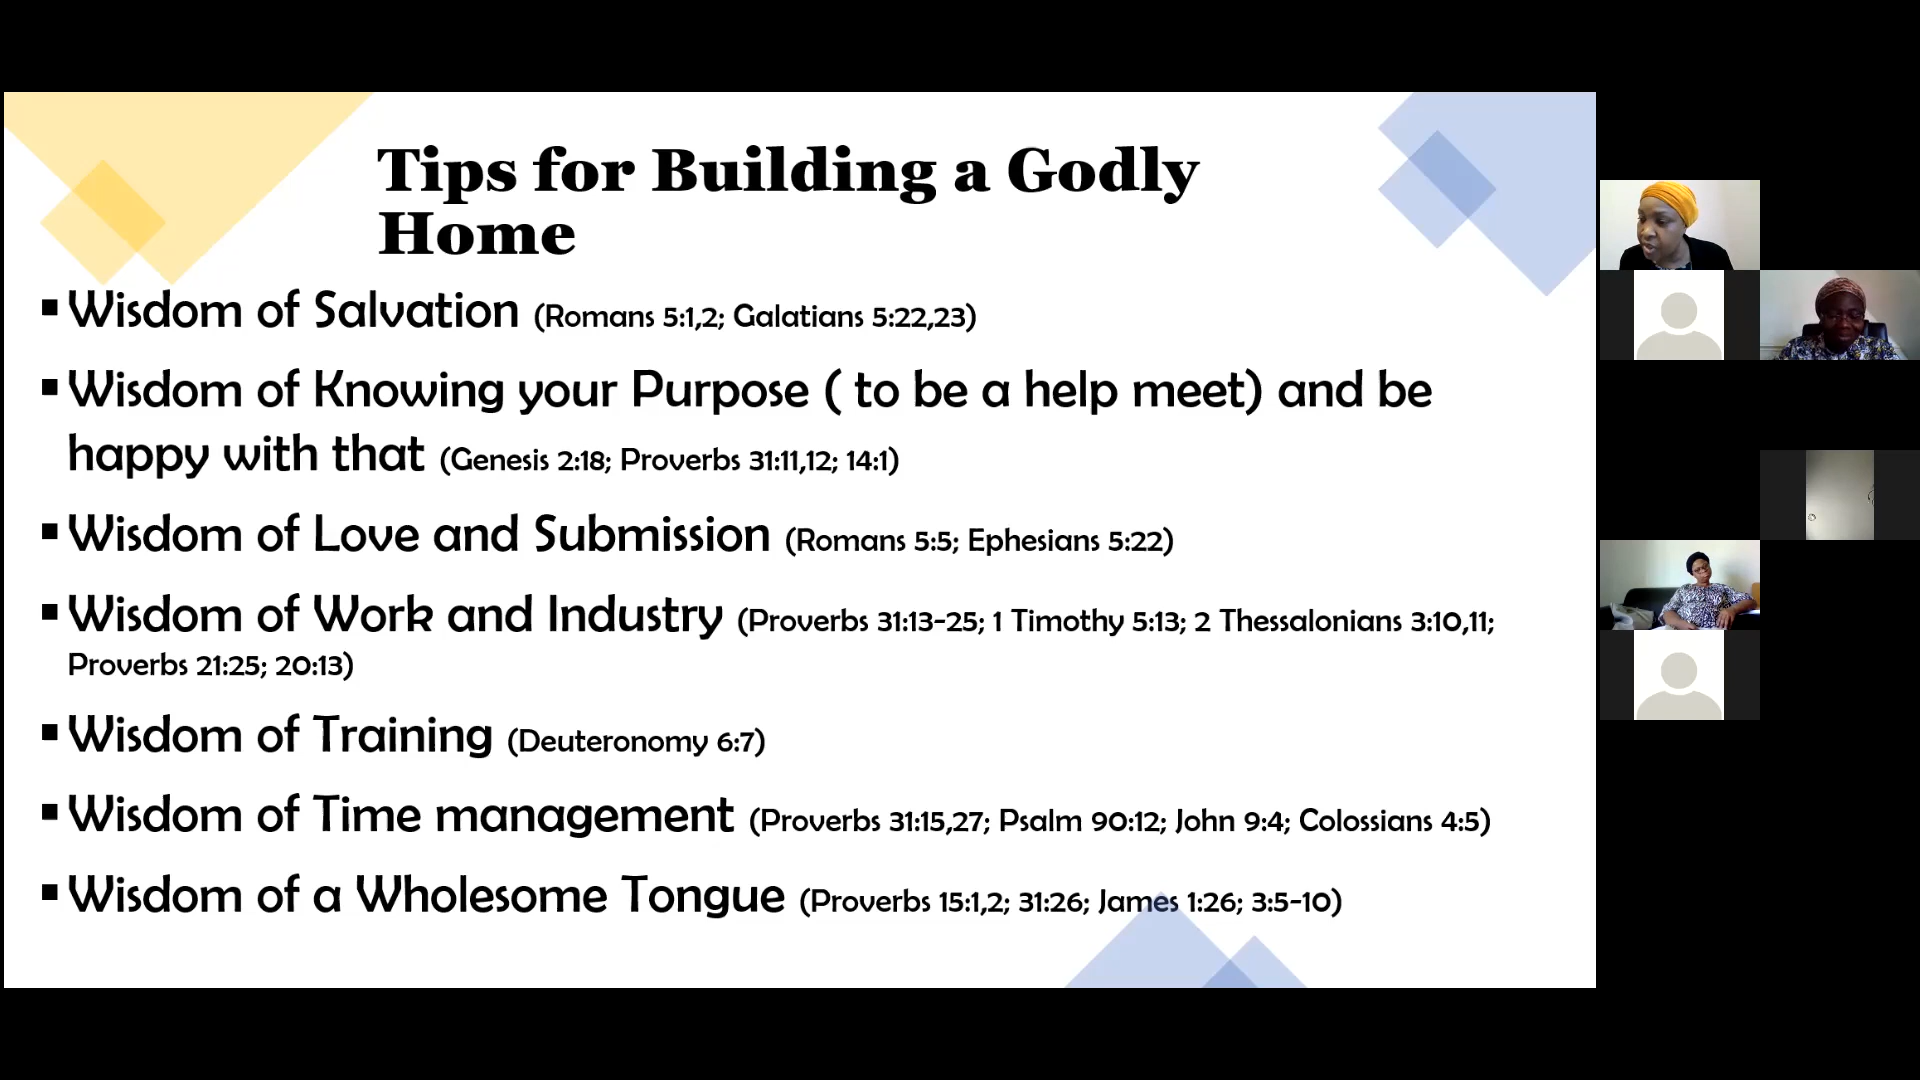 Tips for Building a Godly
Home
▪ Wisdom of Salvation (Romans 5:1,2; Galatians 5:22,23)
▪ Wisdom of Knowing your Purpose ( to be a help meet) and be
happy with that (Genesis 2:18; Proverbs 31:11,12; 14:1)
▪ Wisdom of Love and Submission (Romans 5:5; Ephesians 5:22)
▪ Wisdom of Work and Industry (Proverbs 31:13-25; 1 Timothy 5:13; 2 Thessalonians 3:10,11;
Proverbs 21:25; 20:13)
▪ Wisdom of Training (Deuteronomy 6:7)
▪ Wisdom of Time management (Proverbs 31:15,27; Psalm 90:12; John 9:4; Colossians 4:5)
▪ Wisdom of a Wholesome Tongue (Proverbs 15:1,2; 31:26; James 1:26; 3:5-10)